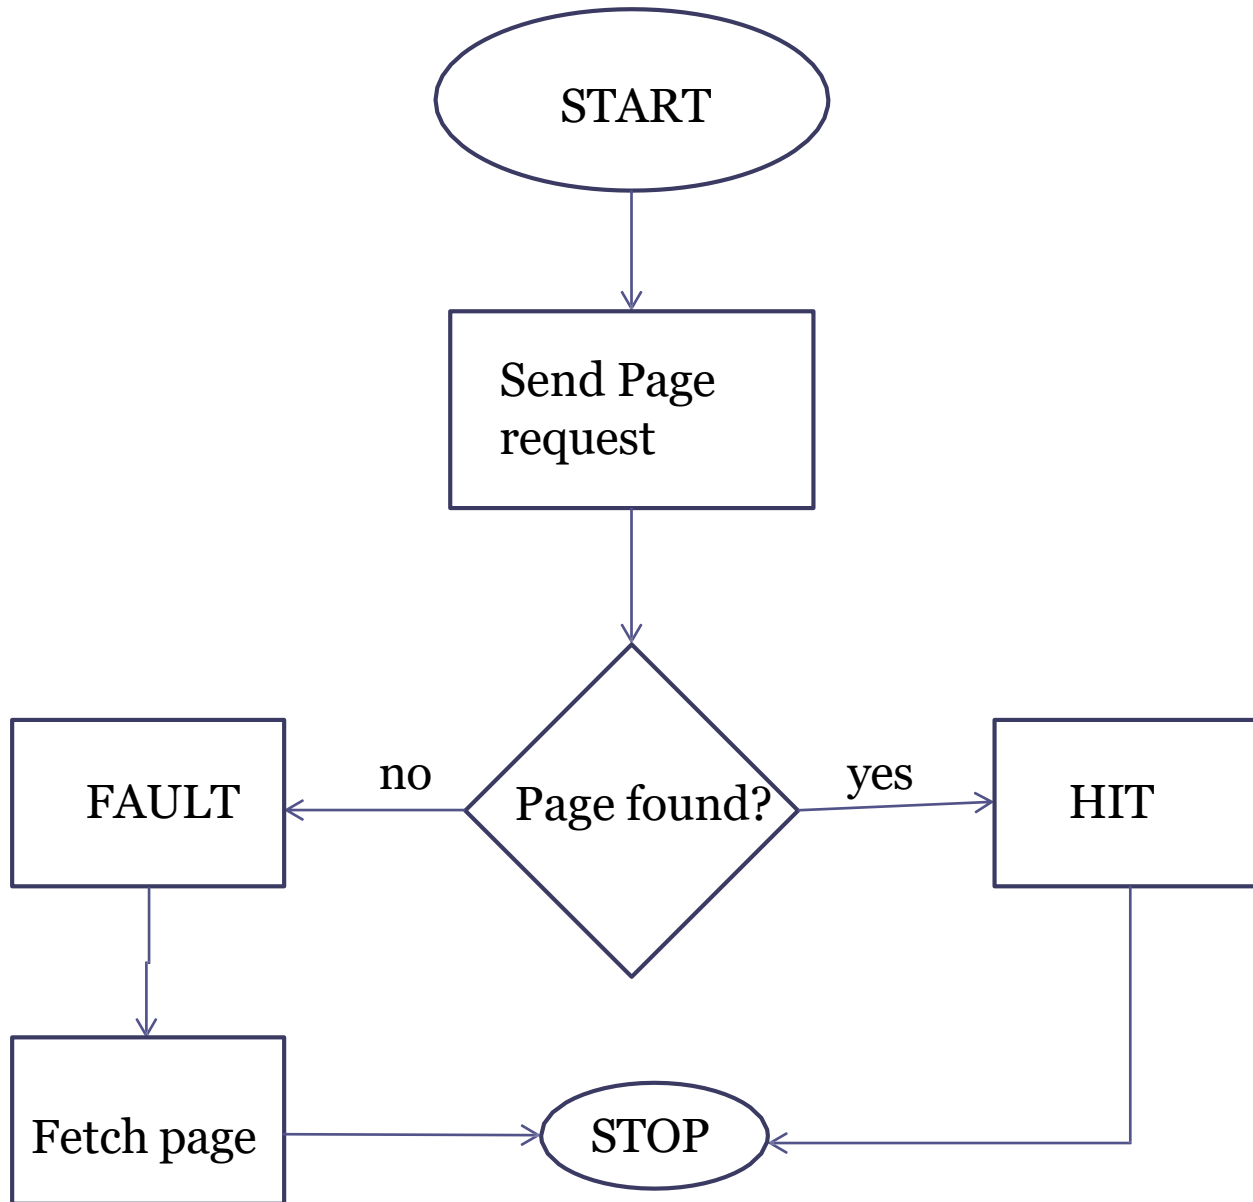 START
Send Page
request
no
yes
FAULT
Page found?
HIT
Fetch page
STOP